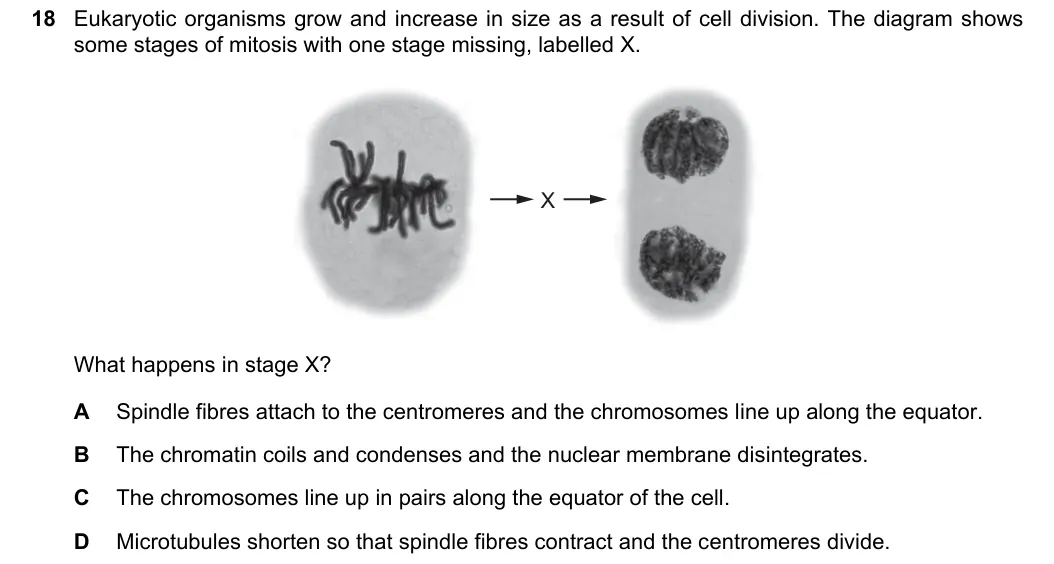 18 Eukaryotic organisms grow and increase in size as a result of cell division. The diagram shows
some stages of mitosis with one stage missing, labelled X.
X
What happens in stage X?
A Spindle fibres attach to the centromeres and the chromosomes line up along the equator.
B The chromatin coils and condenses and the nuclear membrane disintegrates.
C The chromosomes line up in pairs along the equator of the cell.
D Microtubules shorten so that spindle fibres contract and the centromeres divide.